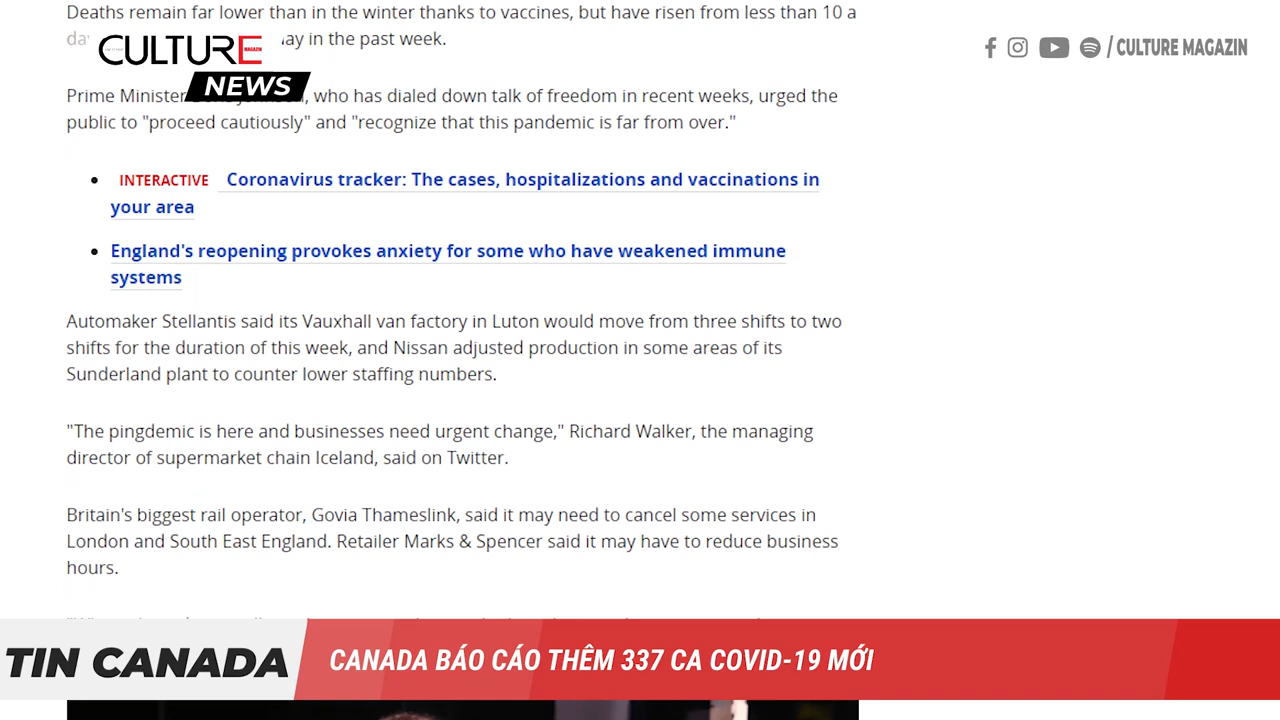 Deaths remain far lower than in the winter thanks to vaccines, but have risen from less than 10 a
in the past week.
CULTURE
MAGAZIN
NEWS
/ CULTURE MAGAZIN
Prime Minister , who has dialed down talk of freedom in recent weeks, urged the
public to "proceed cautiously" and "recognize that this pandemic is far from over."
• INTERACTIVE Coronavirus tracker: The cases, hospitalizations and vaccinations in
your area
• England's reopening provokes anxiety for some who have weakened immune
systems
Automaker Stellantis said its Vauxhall van factory in Luton would move from three shifts to two
shifts for the duration of this week, and Nissan adjusted production in some areas of its
Sunderland plant to counter lower staffing numbers.
"The pingdemic is here and businesses need urgent change," Richard Walker, the managing
director of supermarket chain Iceland, said on Twitter.
Britain's biggest rail operator, Govia Thameslink, said it may need to cancel some services in
London and South East England. Retailer Marks & Spencer said it may have to reduce business
hours.
TIN CANADA
CANADA BÁO CÁO THÊM 337 CA COVID-19 MỚI